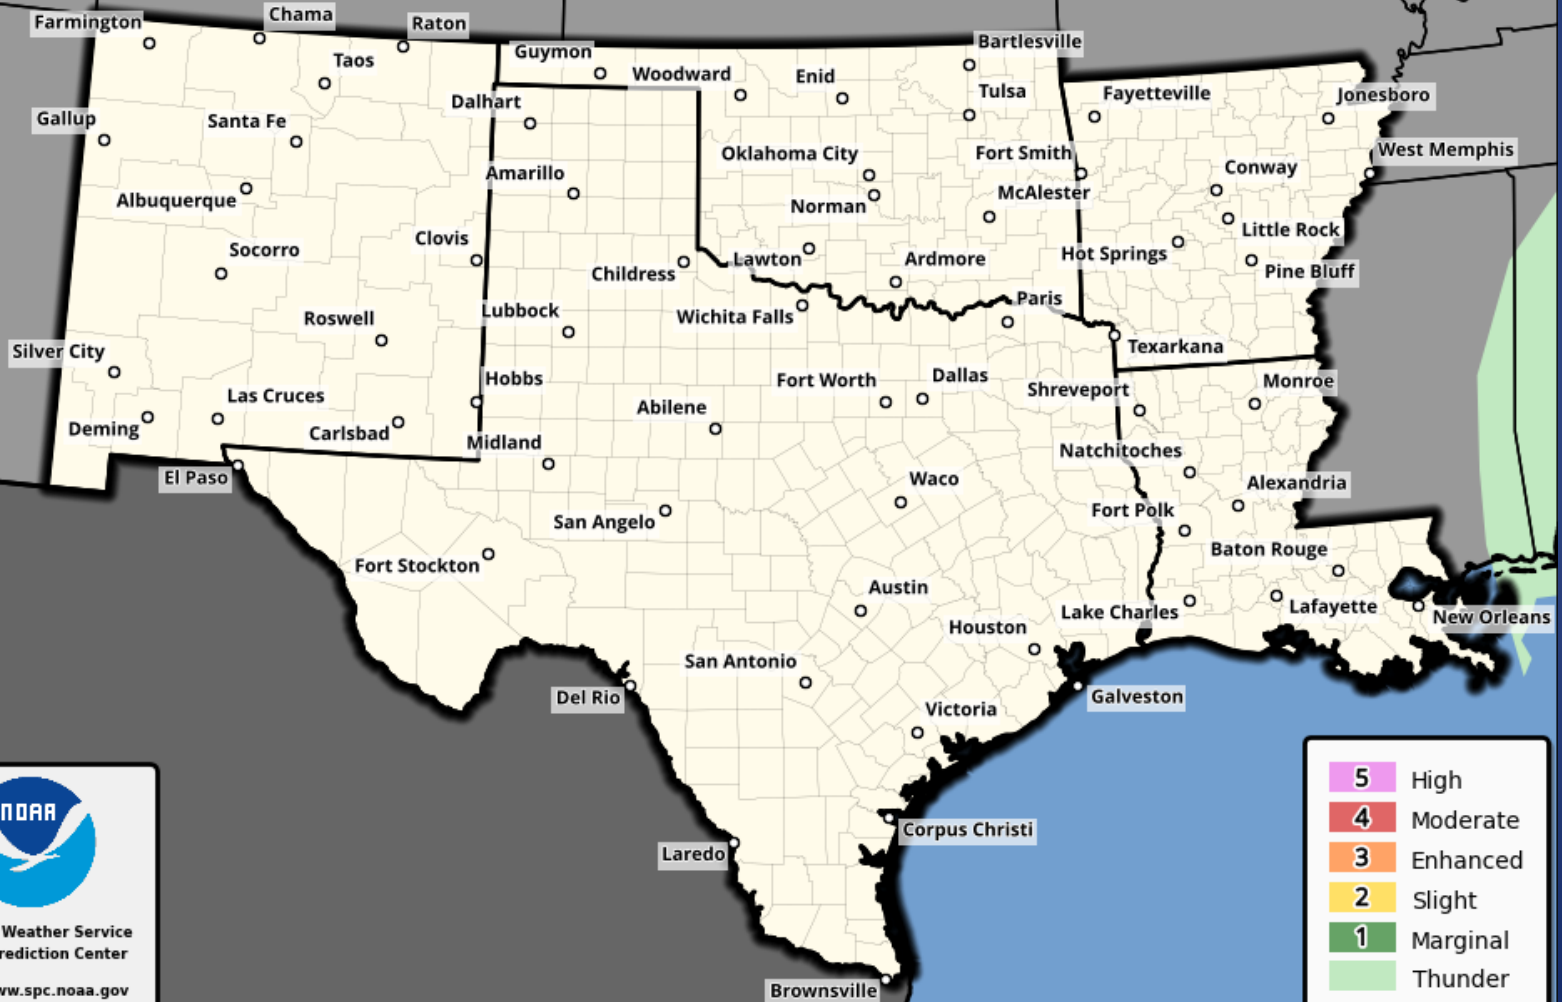 Farmington
Chama
Raton
Taos
Guymon
Woodward
Enid
Bartlesville
Tulsa
Fayetteville
Jonesboro
Gallup
Santa Fe
Dalhart
Oklahoma City
Fort Smith
West Memphis
Conway
Amarillo
Albuquerque
Norman
McAlester
Little Rock
Clovis
Socorro
Childress
Lawton
Ardmore
Hot Springs
Pine Bluff
Roswell
Lubbock
Wichita Falls
Paris
Texarkana
Silver City
Hobbs
Fort Worth
Dallas
Shreveport
Monroe
Las Cruces
Abilene
Deming
Carlsbad
Midland
Natchitoches
El Paso
Waco
Alexandria
San Angelo
Fort Polk
Fort Stockton
Baton Rouge
Austin
Lake Charles
Lafayette
New Orleans
Houston
San Antonio
Del Rio
Galveston
Victoria
Corpus Christi
Laredo
Brownsville
NOAA
Weather Service
rediction Center
ww.spc.noaa.gov
5 High
4 Moderate
3 Enhanced
2 Slight
1 Marginal
Thunder